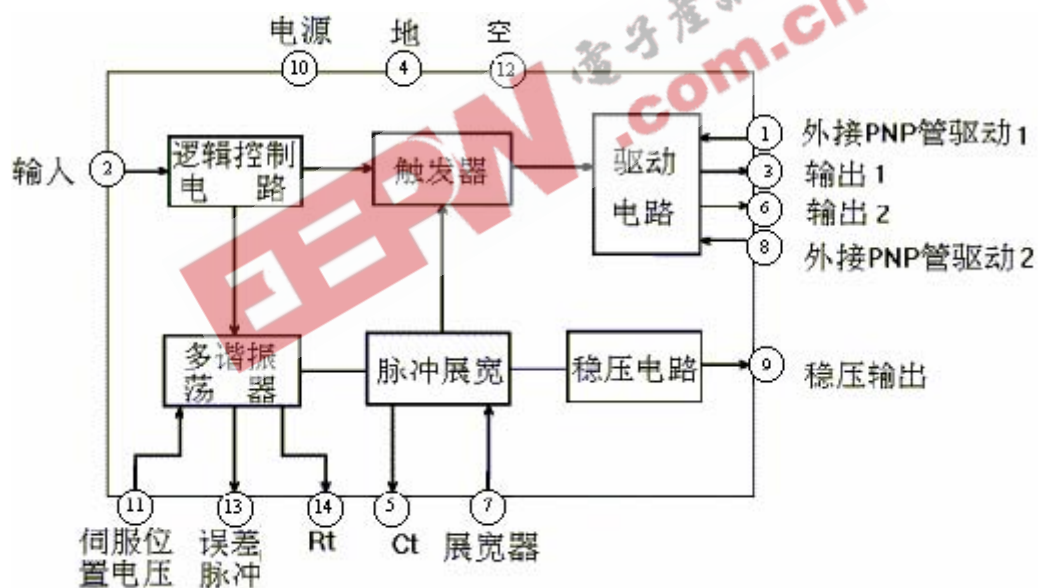 电源 地 空
10 4 12
電子產
.com.cn
EEPW
输入 2
逻辑控制
电 路
触发器
驱动
电路
1 外接PNP管驱动1
3 输出1
6 输出2
8 外接PNP管驱动2
多谐振
荡 器
脉冲展宽
稳压电路
9 稳压输出
11 13 14 5 7
伺服位
置电压
误差
脉冲
Rt
Ct
展宽器